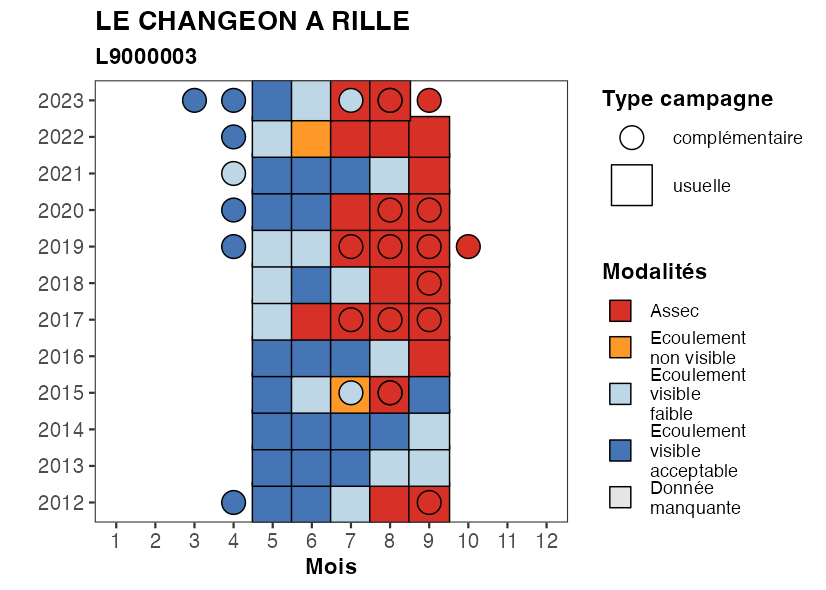 LE CHANGEON A RILLE
L9000003
2023
2022
2021
2020
2019
2018
2017
2016
2015
2014
2013
2012
1 2 3 4 5 6 7 8 9 10 11 12
Mois
Type campagne
complémentaire
usuelle
Modalités
Assec
Ecoulement
non visible
Ecoulement
visible
faible
Ecoulement
visible
acceptable
Donnée
manquante